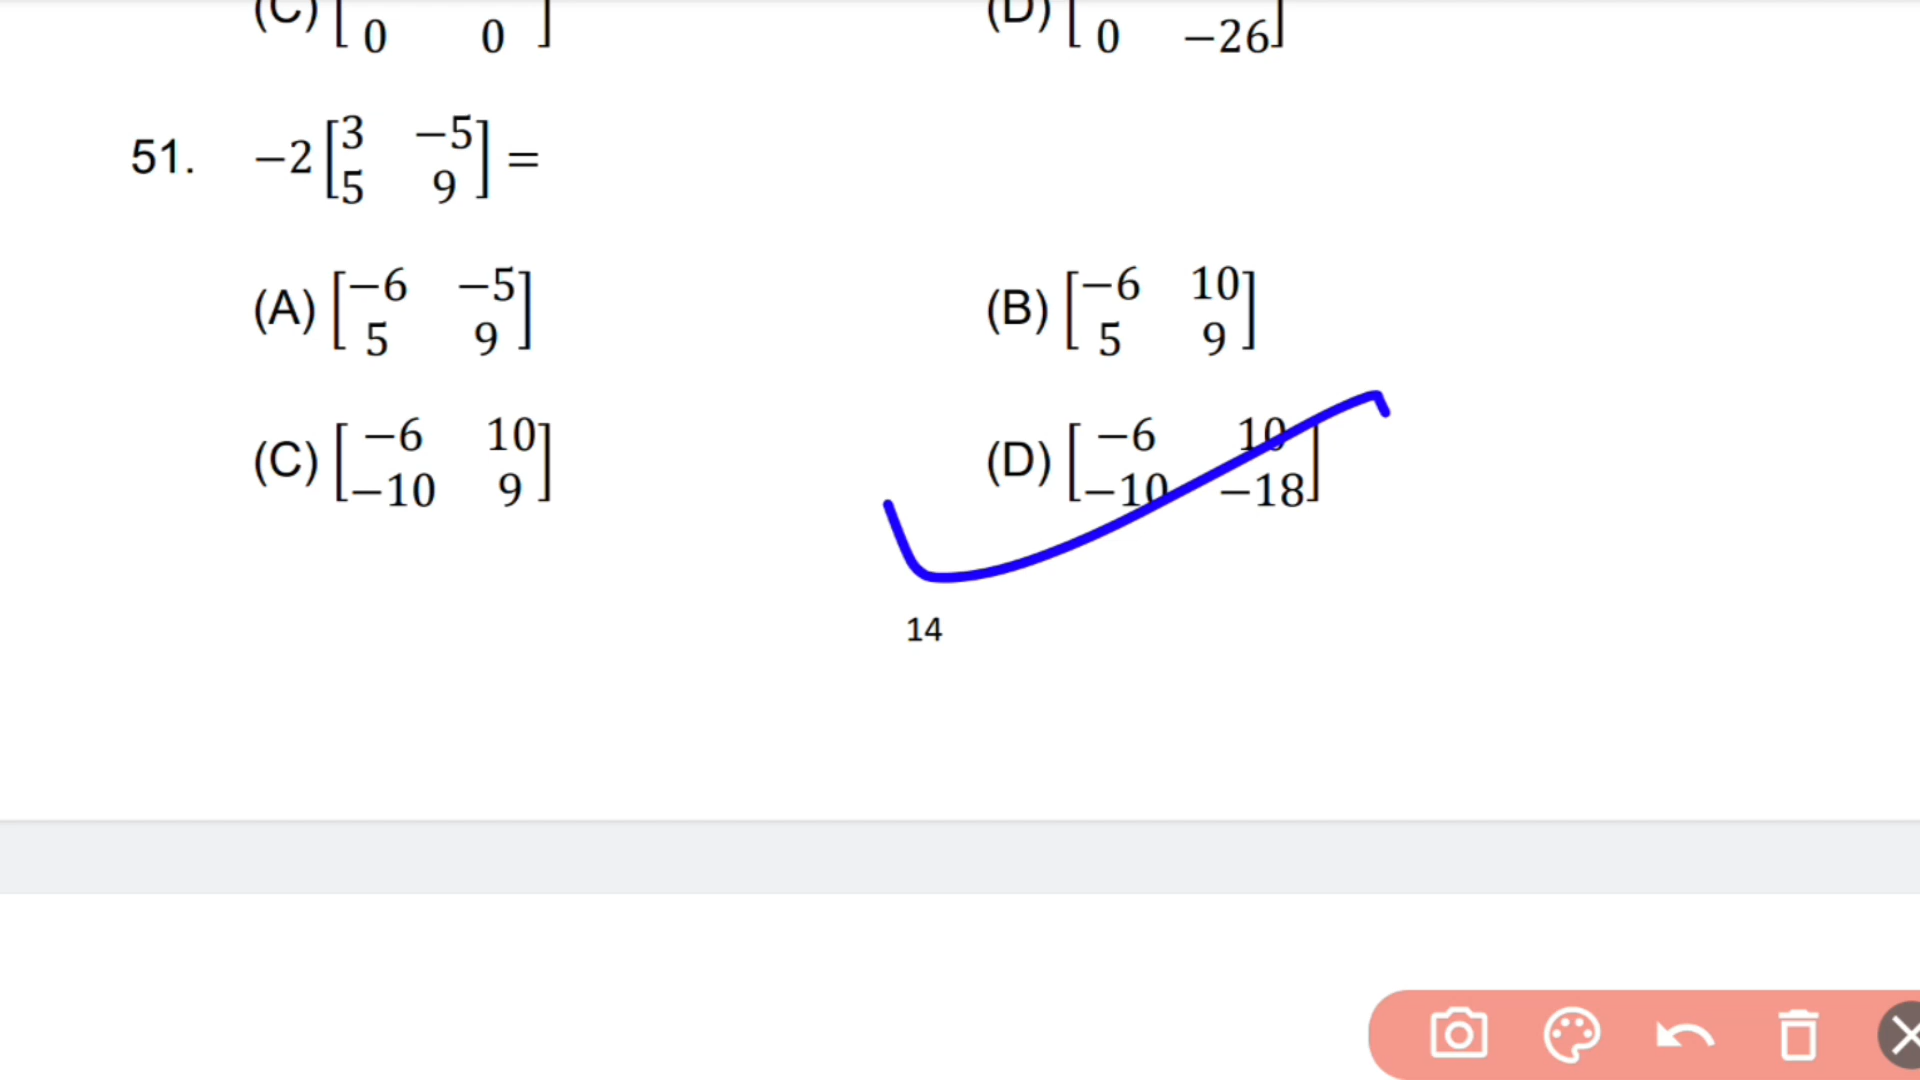 (C) [ 0 0 ] (D) [ 0 −26 ]
51. −2 [ 3 −5
5 9 ] =
(A) [ −6 −5
5 9 ]
(B) [ −6 10
5 9 ]
(C) [ −6 10
−10 9 ]
(D) [ −6 10
−10 −18 ]
14